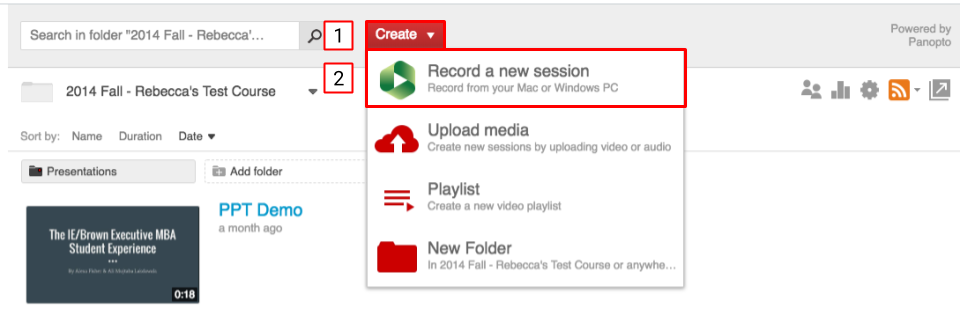 Search in folder "2014 Fall - Rebecca'...
1
Create
Powered by
Panopto
2
Record a new session
Record from your Mac or Windows PC
2014 Fall - Rebecca's Test Course
Upload media
Create new sessions by uploading video or audio
Sort by: Name Duration Date
Presentations
Add folder
Playlist
Create a new video playlist
PPT Demo
a month ago
The IE/Brown Executive MBA
Student Experience
New Folder
In 2014 Fall - Rebecca's Test Course or anywhe...
0:18